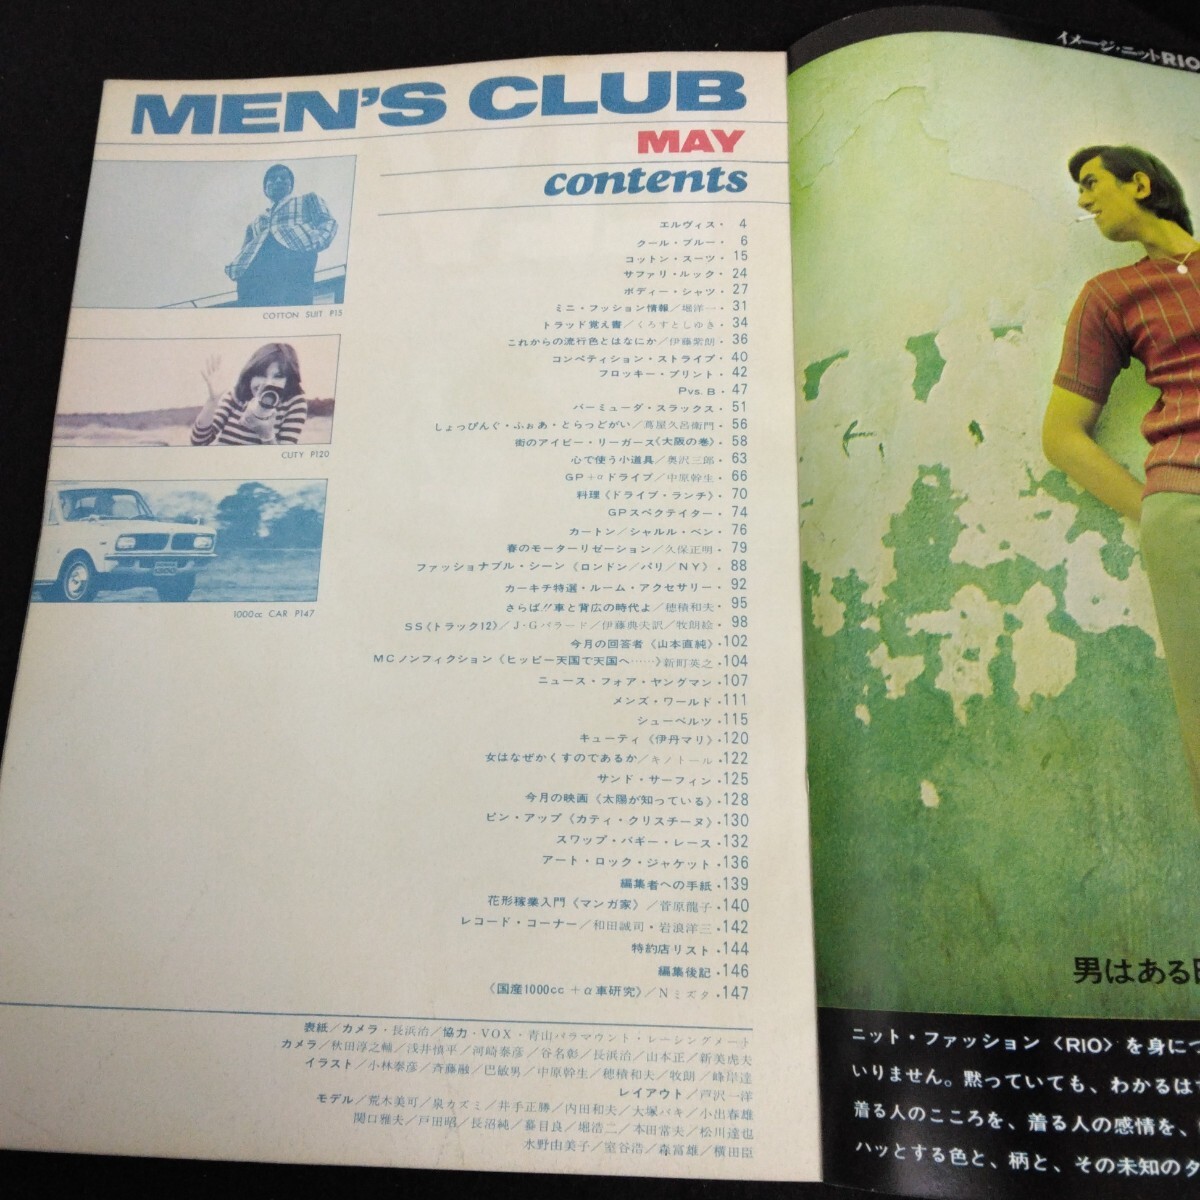 MEN'S CLUB
MAY
contents
COTTON SUIT P15
CUTY P120
1000cc CAR P147
エルヴィス・4
クール・ブルー・6
コットン・スーツ・15
サファリ・ルック・24
ボディー・シャツ・27
ミニ・ファッション情報/堀洋一・31
トラッド覚え書/くろすとしゆき・34
これからの流行色とはなにか/伊藤紫朗・36
コンペティション・ストライプ・40
フロッキー・プリント・42
Pvs.B・47
バーミューダ・スラックス・51
しょっぴんぐ・ふぉあ・とらっどがい/蔦屋久呂衛門・56
街のアイビー・リーガース《大阪の巻》・58
心で使う小道具/奥沢三郎・63
GP+αドライブ/中原幹生・66
料理《ドライブ・ランチ》・70
GPスペクテイター・74
カートン/シャルル・ペン・76
春のモーターリゼーション/久保正明・79
ファッショナブル・シーン《ロンドン/パリ/NY》・88
カーキチ特選・ルーム・アクセサリー・92
さらば!!車と背広の時代よ/穂積和夫・95
SS《トラック12》/J・Gバラード/伊藤典夫訳/牧朗絵・98
今月の回答者《山本直純》・102
MCノンフィクション《ヒッピー天国で天国へ……》新町英之・104
ニュース・フォア・ヤングマン・107
メンズ・ワールド・111
シューベルツ・115
キューティ《伊丹マリ》・120
女はなぜかくすのであるか/キノトール・122
サンド・サーフィン・125
今月の映画《太陽が知っている》・128
ピン・アップ《カティ・クリスチーヌ》・130
スワップ・バギー・レース・132
アート・ロック・ジャケット・136
編集者への手紙・139
花形稼業入門《マンガ家》/菅原龍子・140
レコード・コーナー/和田誠司・岩浪洋三・142
特約店リスト・144
編集後記・146
《国産1000cc+α車研究》/Nミズタ・147
表紙/カメラ・長浜治/協力・VOX・青山パラマウント・レーシングメート
カメラ/秋田淳之輔/浅井慎平/河崎泰彦/谷名彰/長浜治/山本正/新美虎夫
イラスト/小林泰彦/斉藤融/巴敏男/中原幹生/穂積和夫/牧朗/峰岸達
レイアウト/芦沢一洋
モデル/荒木美可/泉カズミ/井手正勝/内田和夫/大塚バキ/小出春雄
関口雅夫/戸田昭/長沼純/蟇目良/堀浩二/本田常夫/松川達也
水野由美子/室谷浩/森富雄/横田臣
イメージ・ニットRIO
男はある
ニット・ファッション〈RIO〉を身につ
いりません。黙っていても、わかるはず
着る人のこころを、着る人の感情を、
ハッとする色と、柄と、その未知のタ